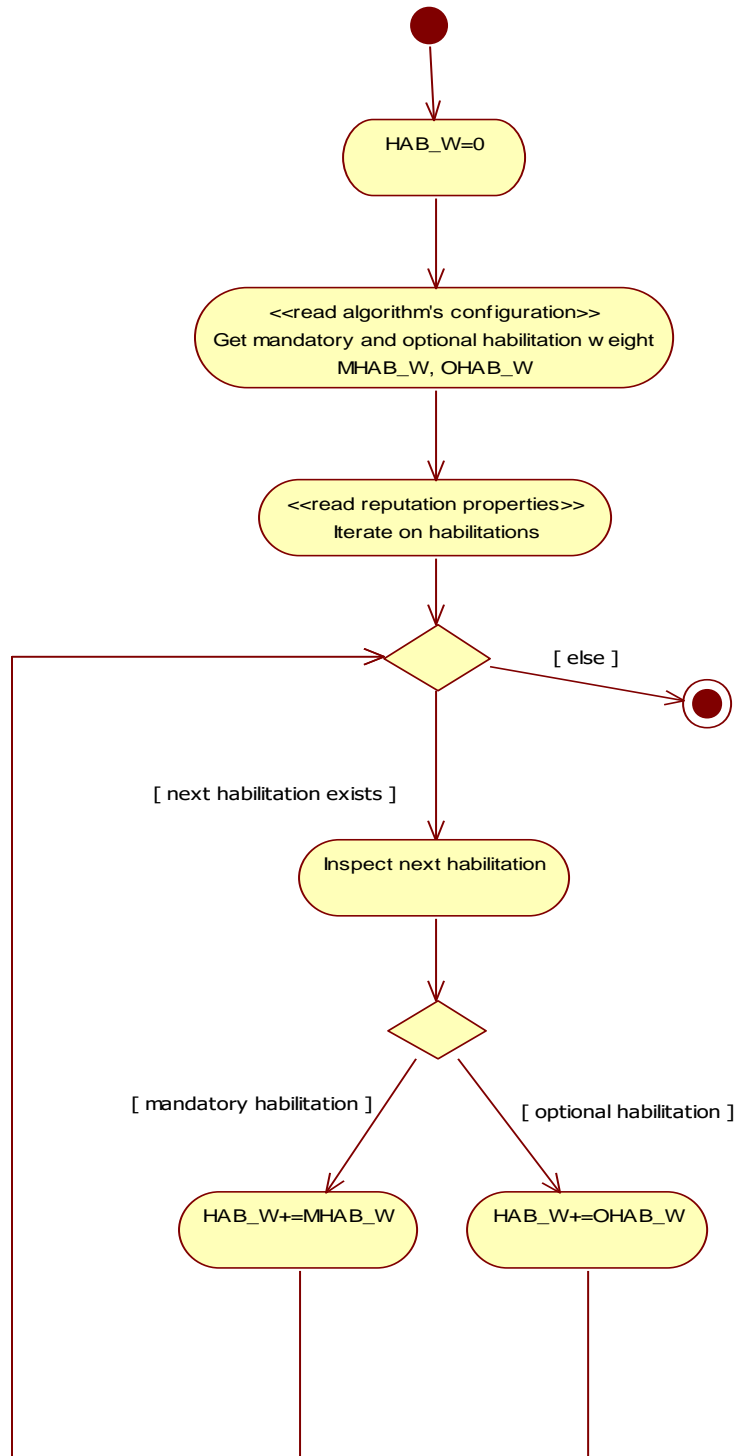 HAB_W=0
<<read algorithm's configuration>>
Get mandatory and optional habilitation weight
MHAB_W, OHAB_W
<<read reputation properties>>
Iterate on habilitations
[ else ]
[ next habilitation exists ]
Inspect next habilitation
[ mandatory habilitation ]
[ optional habilitation ]
HAB_W+=MHAB_W
HAB_W+=OHAB_W